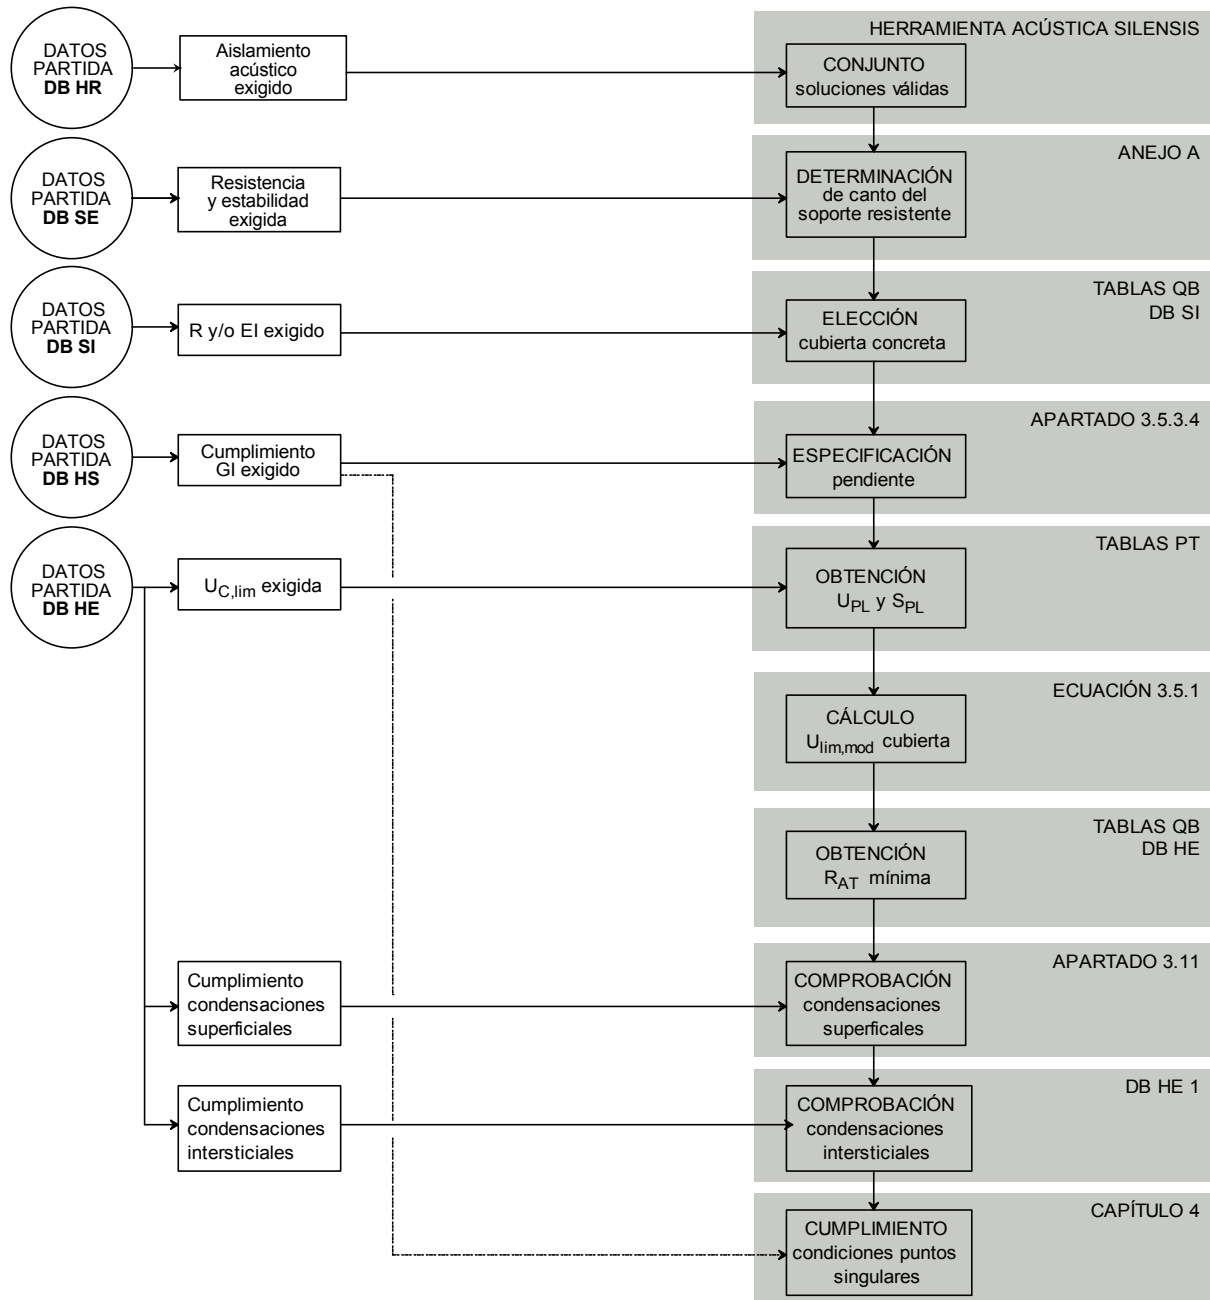 HERRAMIENTA ACÚSTICA SILENSIS
DATOS
PARTIDA
DB HR
Aislamiento
acústico
exigido
CONJUNTO
soluciones válidas
ANEJO A
DATOS
PARTIDA
DB SE
Resistencia
y estabilidad
exigida
DETERMINACIÓN
de canto del
soporte resistente
TABLAS QB
DB SI
DATOS
PARTIDA
DB SI
R y/o EI exigido
ELECCIÓN
cubierta concreta
APARTADO 3.5.3.4
DATOS
PARTIDA
DB HS
Cumplimiento
GI exigido
ESPECIFICACIÓN
pendiente
TABLAS PT
DATOS
PARTIDA
DB HE
UC,lim exigida
OBTENCIÓN
UPL y SPL
ECUACIÓN 3.5.1
CÁLCULO
Ulim,mod cubierta
TABLAS QB
DB HE
OBTENCIÓN
RAT mínima
APARTADO 3.11
Cumplimiento
condensaciones
superficiales
COMPROBACIÓN
condensaciones
superficales
DB HE 1
Cumplimiento
condensaciones
intersticiales
COMPROBACIÓN
condensaciones
intersticiales
CAPÍTULO 4
CUMPLIMIENTO
condiciones puntos
singulares